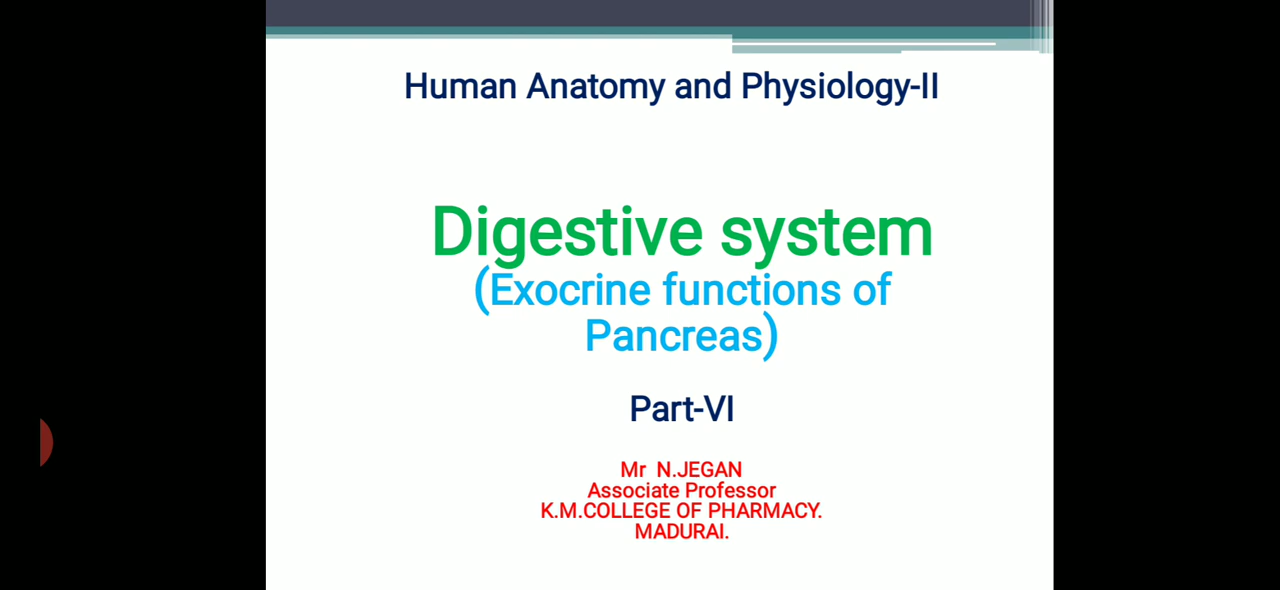 Human Anatomy and Physiology-II
Digestive system
(Exocrine functions of
Pancreas)
Part-VI
Mr N.JEGAN
Associate Professor
K.M.COLLEGE OF PHARMACY.
MADURAI.